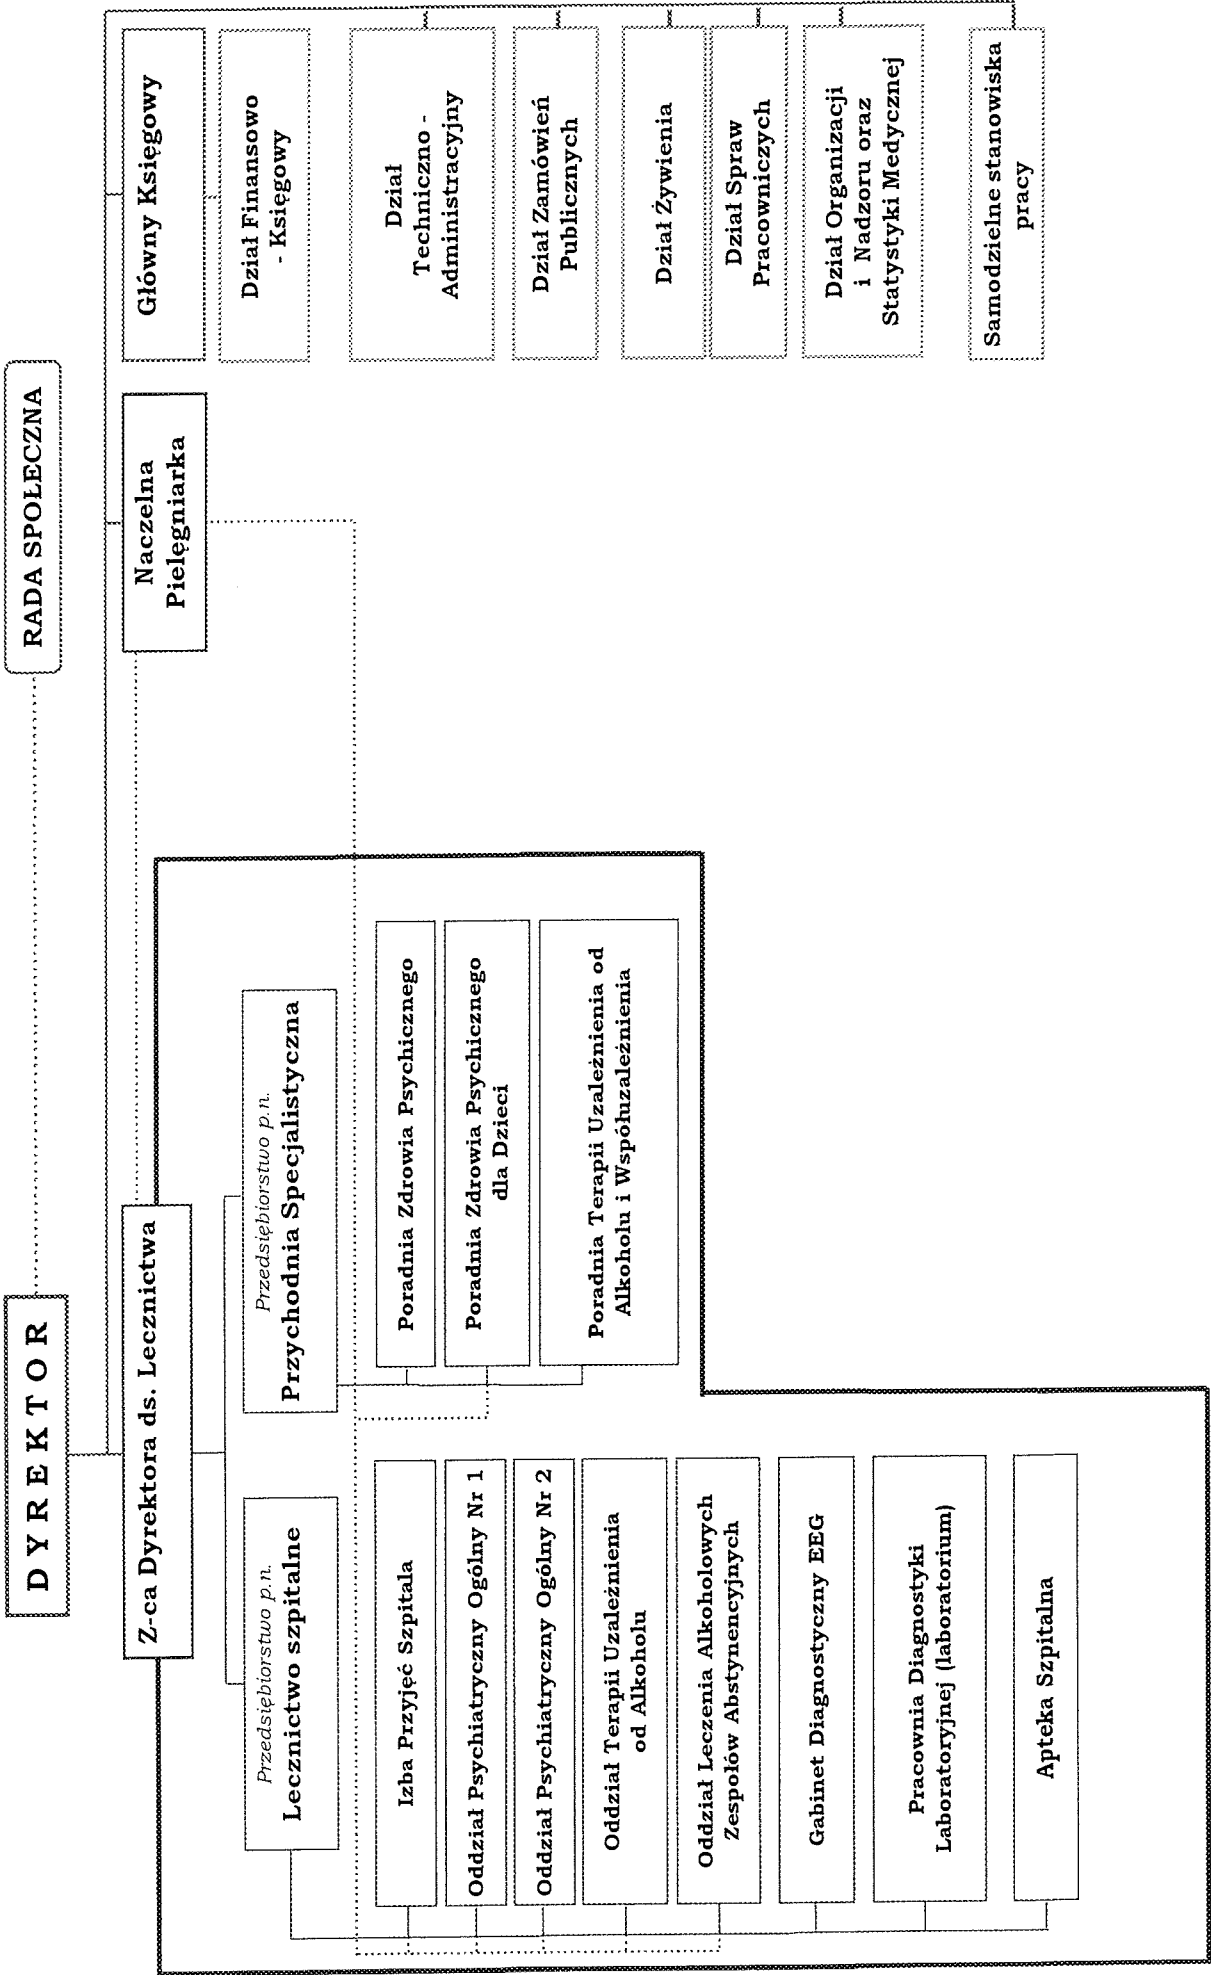 DYREKTOR
RADA SPOŁECZNA
Z-ca Dyrektora ds. Lecznictwa
Naczelna
Pielęgniarka
Główny Księgowy
Dział Finansowo
- Księgowy
Dział
Techniczno -
Administracyjny
Dział Zamówień
Publicznych
Dział Żywienia
Dział Spraw
Pracowniczych
Dział Organizacji
i Nadzoru oraz
Statystyki Medycznej
Samodzielne stanowiska
pracy
Przedsiębiorstwo p.n.
Lecznictwo szpitalne
Izba Przyjęć Szpitala
Oddział Psychiatryczny Ogólny Nr 1
Oddział Psychiatryczny Ogólny Nr 2
Oddział Terapii Uzależnienia
od Alkoholu
Oddział Leczenia Alkoholowych
Zespołów Abstynencyjnych
Gabinet Diagnostyczny EEG
Pracownia Diagnostyki
Laboratoryjnej (laboratorium)
Apteka Szpitalna
Przedsiębiorstwo p.n.
Przychodnia Specjalistyczna
Poradnia Zdrowia Psychicznego
Poradnia Zdrowia Psychicznego
dla Dzieci
Poradnia Terapii Uzależnienia od
Alkoholu i Współuzależnienia